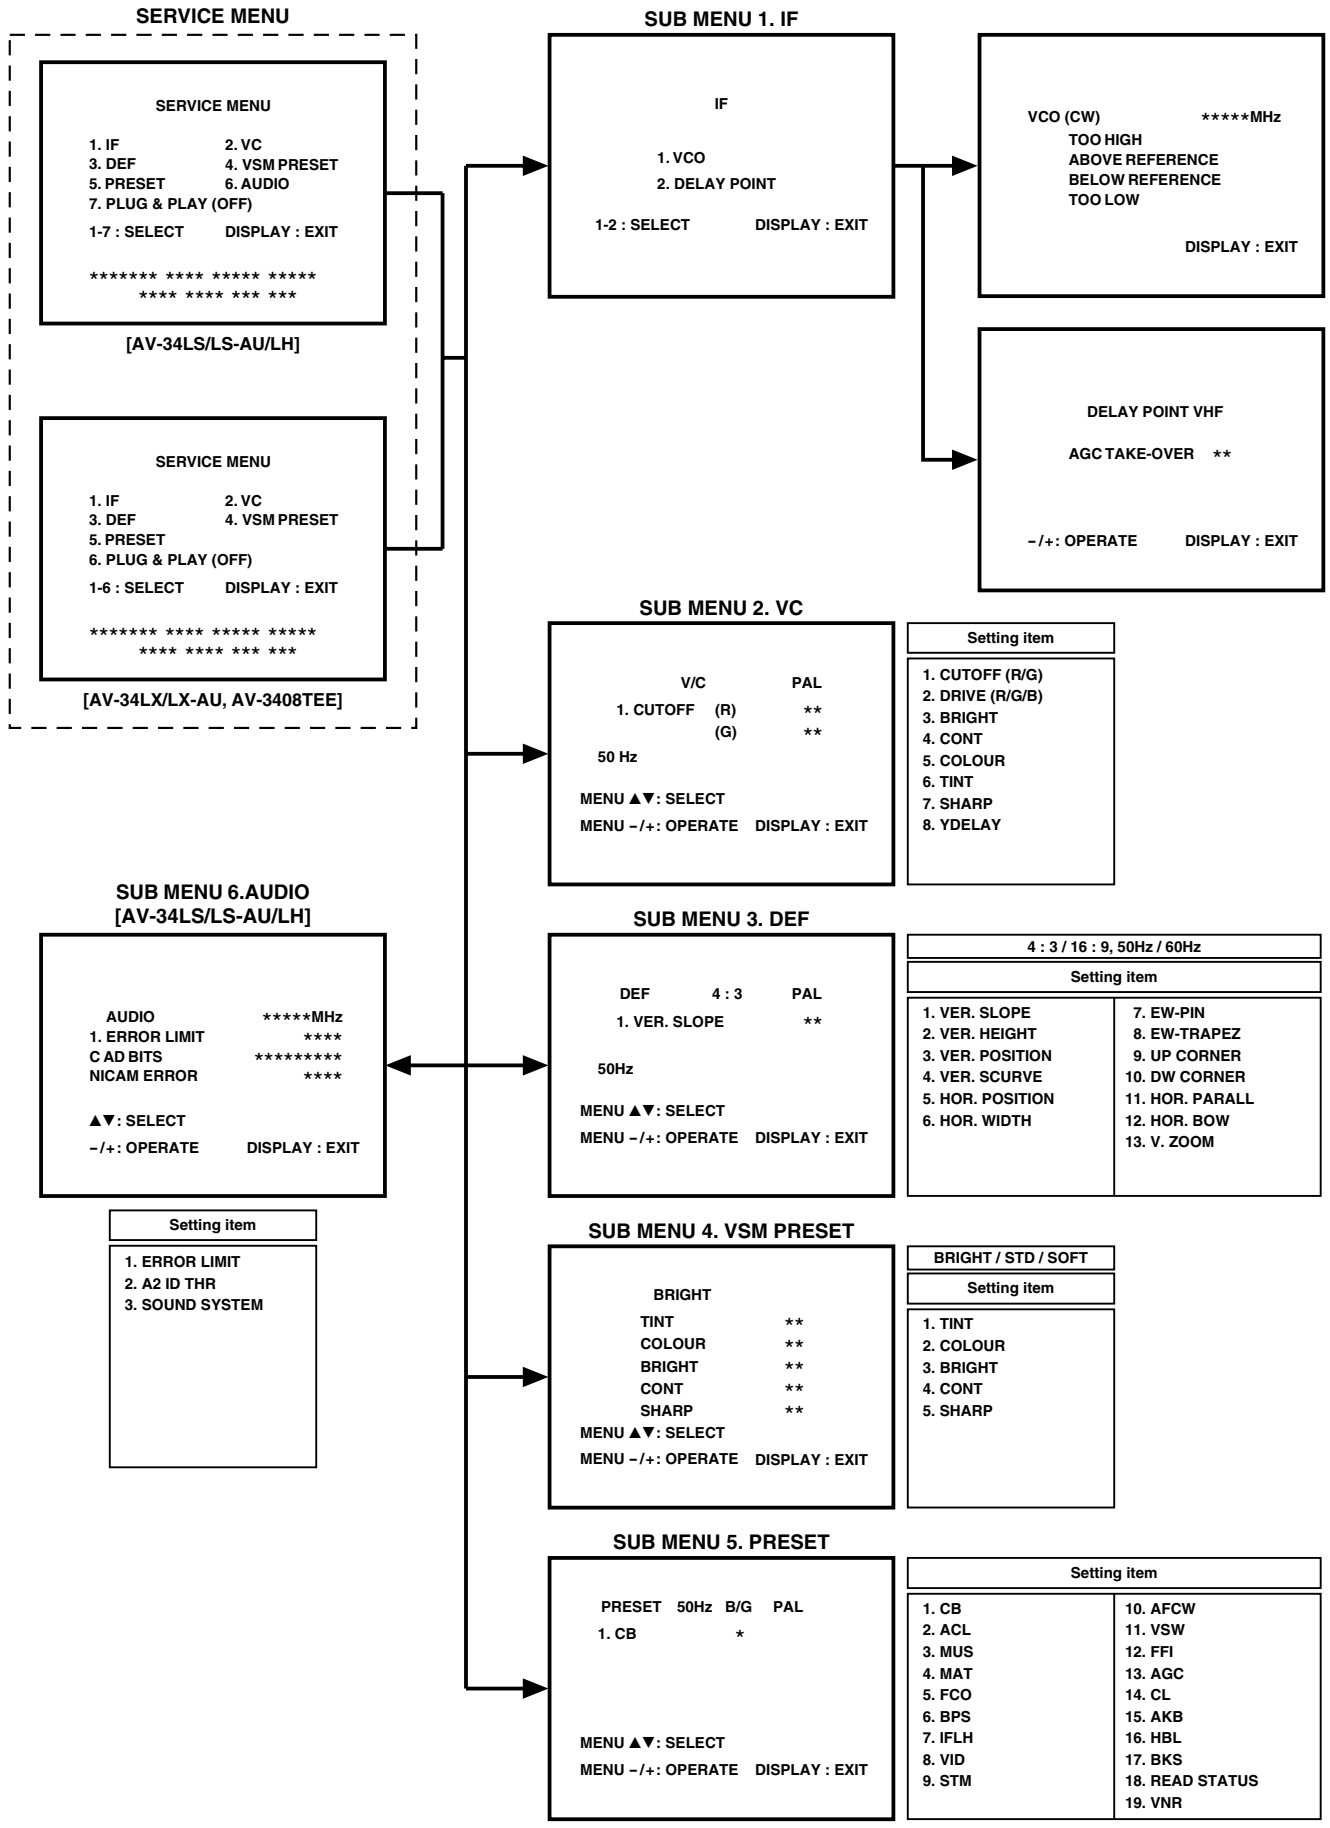 SERVICE MENU
SERVICE MENU
1. IF 2. VC
3. DEF 4. VSM PRESET
5. PRESET 6. AUDIO
7. PLUG & PLAY (OFF)
1-7 : SELECT DISPLAY : EXIT
******* **** ***** *****
**** **** *** ***
[AV-34LS/LS-AU/LH]
SERVICE MENU
1. IF 2. VC
3. DEF 4. VSM PRESET
5. PRESET
6. PLUG & PLAY (OFF)
1-6 : SELECT DISPLAY : EXIT
******* **** ***** *****
**** **** *** ***
[AV-34LX/LX-AU, AV-3408TEE]
SUB MENU 1. IF
IF
1. VCO
2. DELAY POINT
1-2 : SELECT DISPLAY : EXIT
VCO (CW) *****MHz
TOO HIGH
ABOVE REFERENCE
BELOW REFERENCE
TOO LOW
DISPLAY : EXIT
DELAY POINT VHF
AGC TAKE-OVER **
–/+: OPERATE DISPLAY : EXIT
SUB MENU 2. VC
V/C PAL
1. CUTOFF (R) **
(G) **
50 Hz
MENU ▲▼: SELECT
MENU –/+: OPERATE DISPLAY : EXIT
Setting item
1. CUTOFF (R/G)
2. DRIVE (R/G/B)
3. BRIGHT
4. CONT
5. COLOUR
6. TINT
7. SHARP
8. YDELAY
SUB MENU 6.AUDIO
[AV-34LS/LS-AU/LH]
AUDIO *****MHz
1. ERROR LIMIT ****
C AD BITS *********
NICAM ERROR ****
▲▼: SELECT
–/+: OPERATE DISPLAY : EXIT
Setting item
1. ERROR LIMIT
2. A2 ID THR
3. SOUND SYSTEM
SUB MENU 3. DEF
DEF 4 : 3 PAL
1. VER. SLOPE **
50Hz
MENU ▲▼: SELECT
MENU –/+: OPERATE DISPLAY : EXIT
4 : 3 / 16 : 9, 50Hz / 60Hz
Setting item
1. VER. SLOPE
2. VER. HEIGHT
3. VER. POSITION
4. VER. SCURVE
5. HOR. POSITION
6. HOR. WIDTH
7. EW-PIN
8. EW-TRAPEZ
9. UP CORNER
10. DW CORNER
11. HOR. PARALL
12. HOR. BOW
13. V. ZOOM
SUB MENU 4. VSM PRESET
BRIGHT
TINT **
COLOUR **
BRIGHT **
CONT **
SHARP **
MENU ▲▼: SELECT
MENU –/+: OPERATE DISPLAY : EXIT
BRIGHT / STD / SOFT
Setting item
1. TINT
2. COLOUR
3. BRIGHT
4. CONT
5. SHARP
SUB MENU 5. PRESET
PRESET 50Hz B/G PAL
1. CB *
MENU ▲▼: SELECT
MENU –/+: OPERATE DISPLAY : EXIT
Setting item
1. CB
2. ACL
3. MUS
4. MAT
5. FCO
6. BPS
7. IFLH
8. VID
9. STM
10. AFCW
11. VSW
12. FFI
13. AGC
14. CL
15. AKB
16. HBL
17. BKS
18. READ STATUS
19. VNR